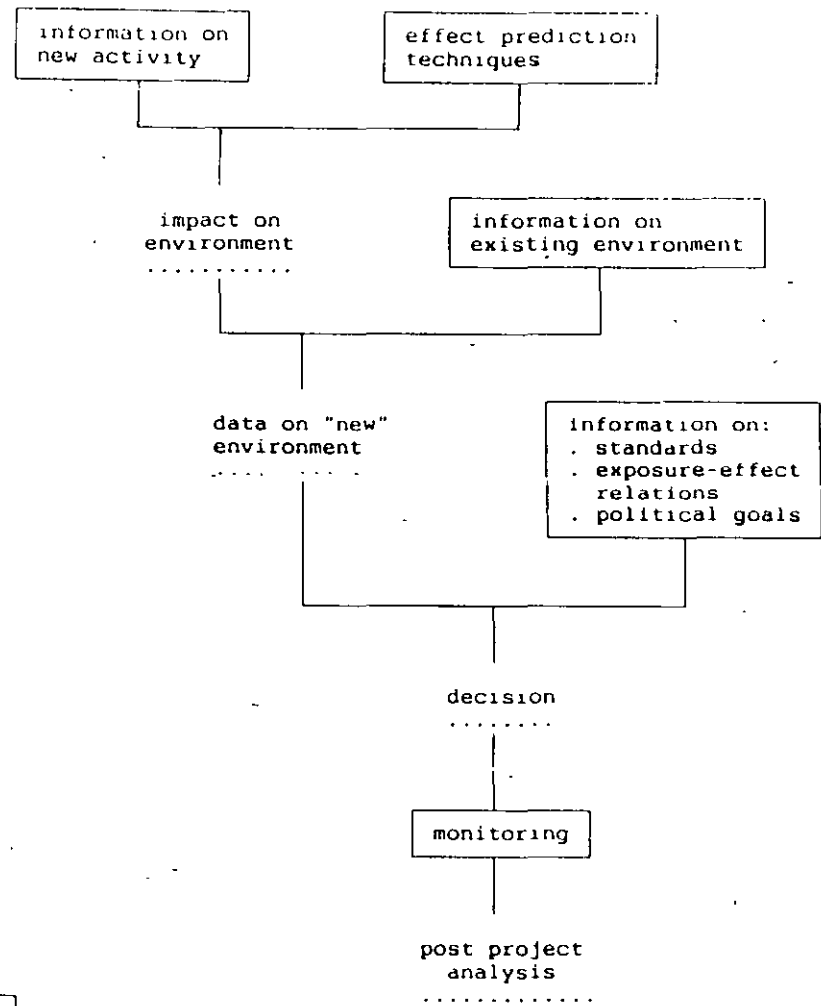 information on
new activity
effect prediction
techniques
impact on
environment
...........
information on
existing environment
data on "new"
environment
.... .....
information on:
. standards
. exposure-effect
relations
. political goals
decision
........
monitoring
post project
analysis
.............